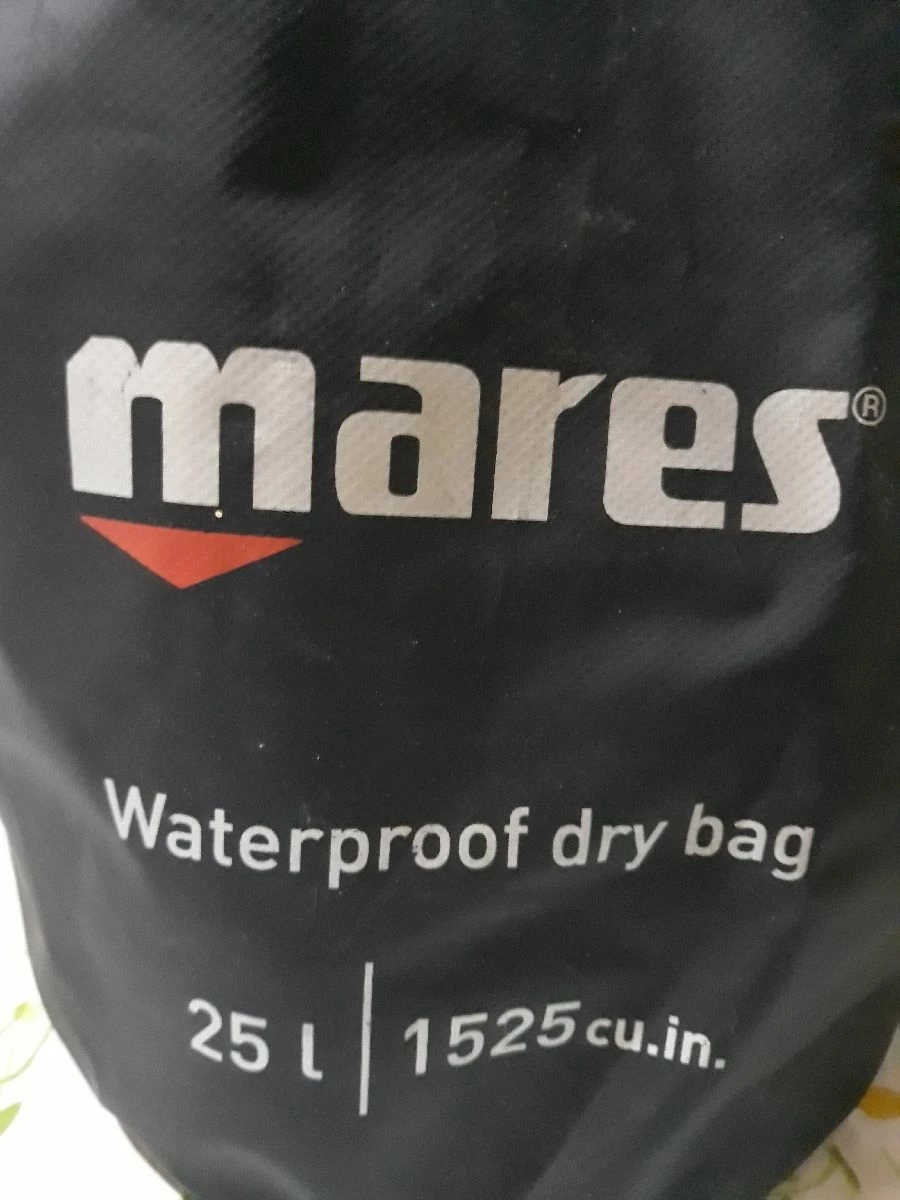 mares®
Waterproof dry bag
25 l | 1525 cu.in.